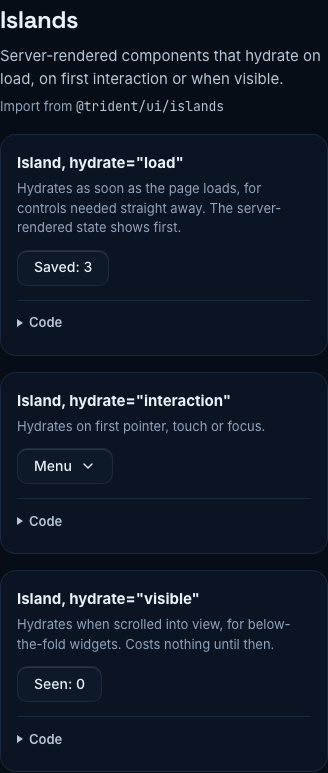 Islands
Server-rendered components that hydrate on
load, on first interaction or when visible.
Import from @trident/ui/islands
Island, hydrate="load"
Hydrates as soon as the page loads, for
controls needed straight away. The server-
rendered state shows first.
Saved: 3
Code
Island, hydrate="interaction"
Hydrates on first pointer, touch or focus.
Menu
Code
Island, hydrate="visible"
Hydrates when scrolled into view, for below-
the-fold widgets. Costs nothing until then.
Seen: 0
Code